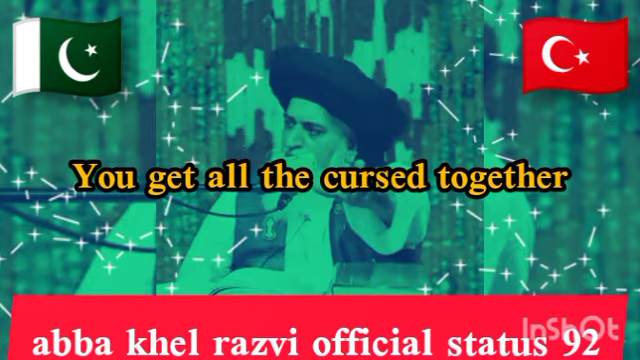 You get all the cursed together
InShOt
abba khel razvi official status 92